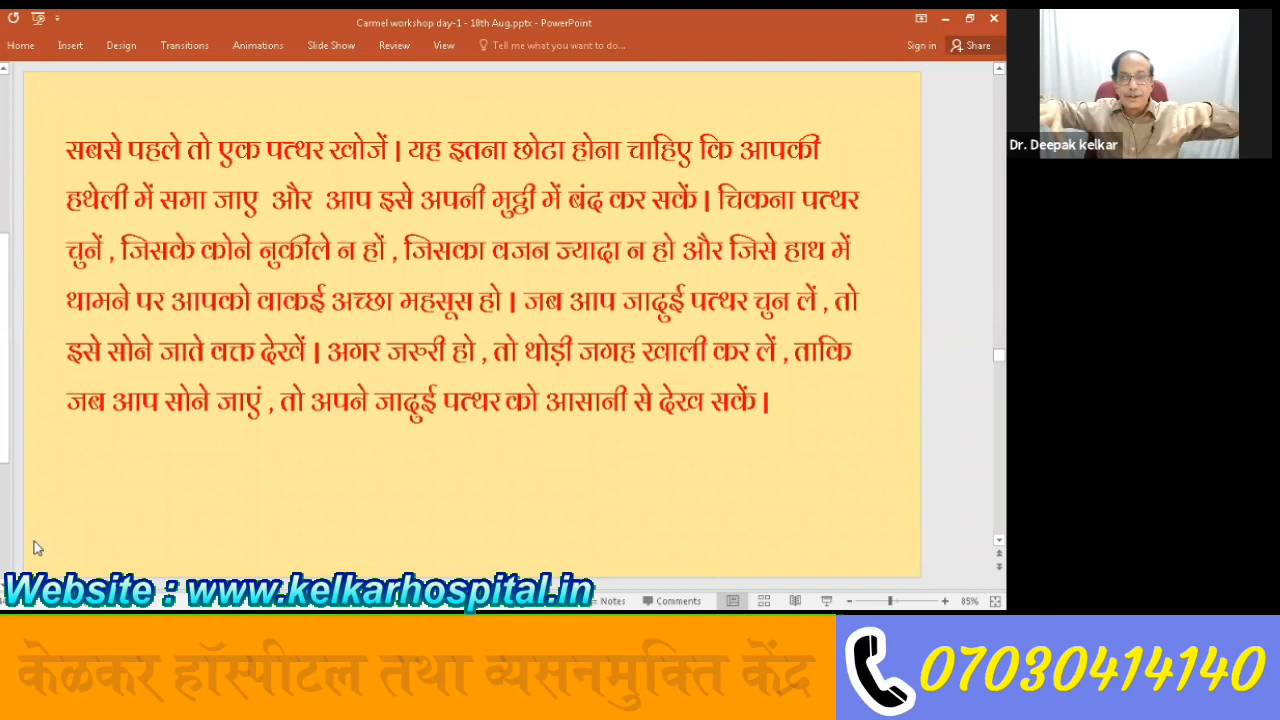 Carmel workshop day-1 - 10th Aug.pptx - PowerPoint
Home Insert Design Transitions Animations Slide Show Review View Tell me what you want to do... Sign in Share
सबसे पहले तो एक पत्थर खोजें | यह इतना छोटा होना चाहिए कि आपकी
हथेली में समा जाए और आप इसे अपनी मुट्ठी में बंद कर सकें | चिकना पत्थर
चुनें , जिसके कोने नुकीले न हों , जिसका वजन ज्यादा न हो और जिसे हाथ में
थामने पर आपको वाकई अच्छा महसूस हो | जब आप जादुई पत्थर चुन लें , तो
इसे सोने जाते वक्त देखें | अगर जरुरी हो , तो थोड़ी जगह खाली कर लें , ताकि
जब आप सोने जाएं , तो अपने जादुई पत्थर को आसानी से देख सकें |
Dr. Deepak kelkar
Website : www.kelkarhospital.in
Notes Comments 85%
केळकर हॉस्पीटल तथा व्यसनमुक्ति केंद्र
07030414140